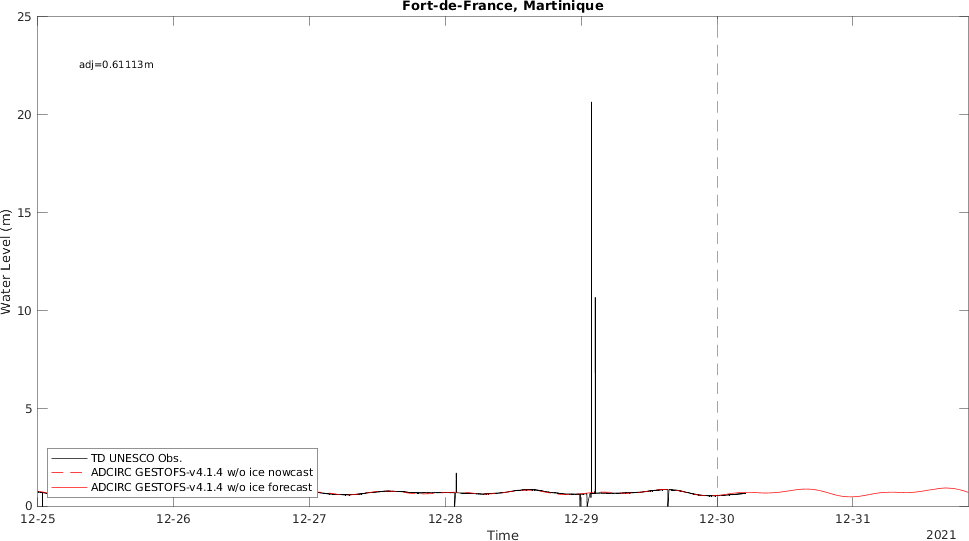 Fort-de-France, Martinique
25
adj=0.61113m
20
15
Water Level (m)
10
5
TD UNESCO Obs.
ADCIRC GESTOFS-v4.1.4 w/o ice nowcast
ADCIRC GESTOFS-v4.1.4 w/o ice forecast
0
12-25 12-26 12-27 12-28 12-29 12-30 12-31
Time
2021